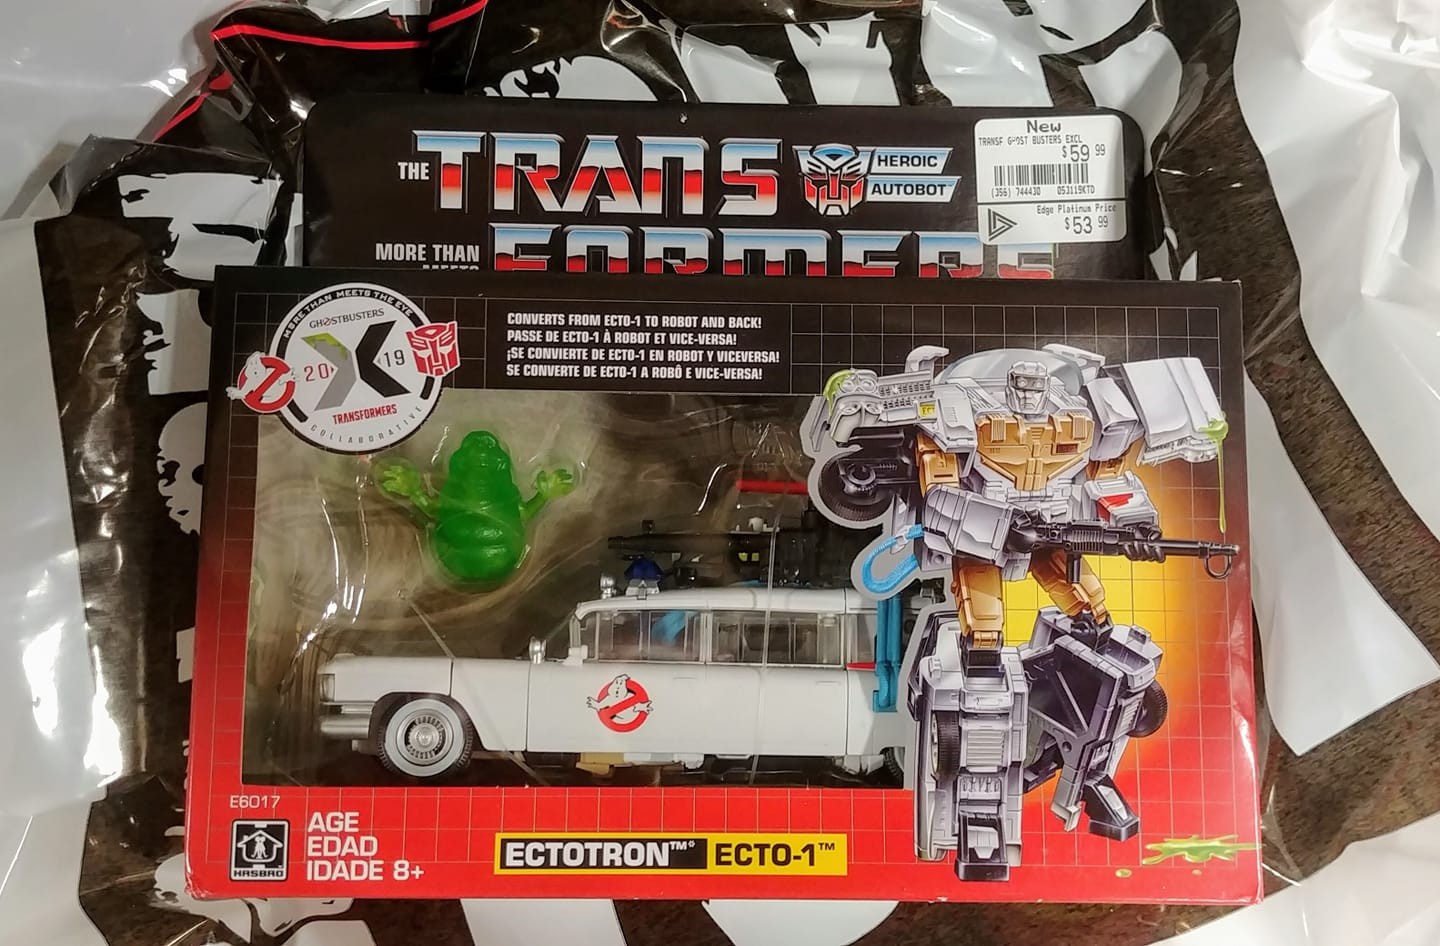 THE TRANS
HEROIC
AUTOBOT
MORE THAN
MEETS
FORMERS
New
TRANSF GHOST BUSTERS EXCL
$59 99
(356) 744430 053119KTD
Edge Platinum Price
$53 99
MORE THAN MEETS THE EYE
GHOSTBUSTERS
20 X 19
TRANSFORMERS
COLLABORATIVE
CONVERTS FROM ECTO-1 TO ROBOT AND BACK!
PASSE DE ECTO-1 À ROBOT ET VICE-VERSA!
¡SE CONVIERTE DE ECTO-1 EN ROBOT Y VICEVERSA!
SE CONVERTE DE ECTO-1 A ROBÔ E VICE-VERSA!
E6017
HASBRO
AGE
EDAD
IDADE 8+
ECTOTRON™* ECTO-1™